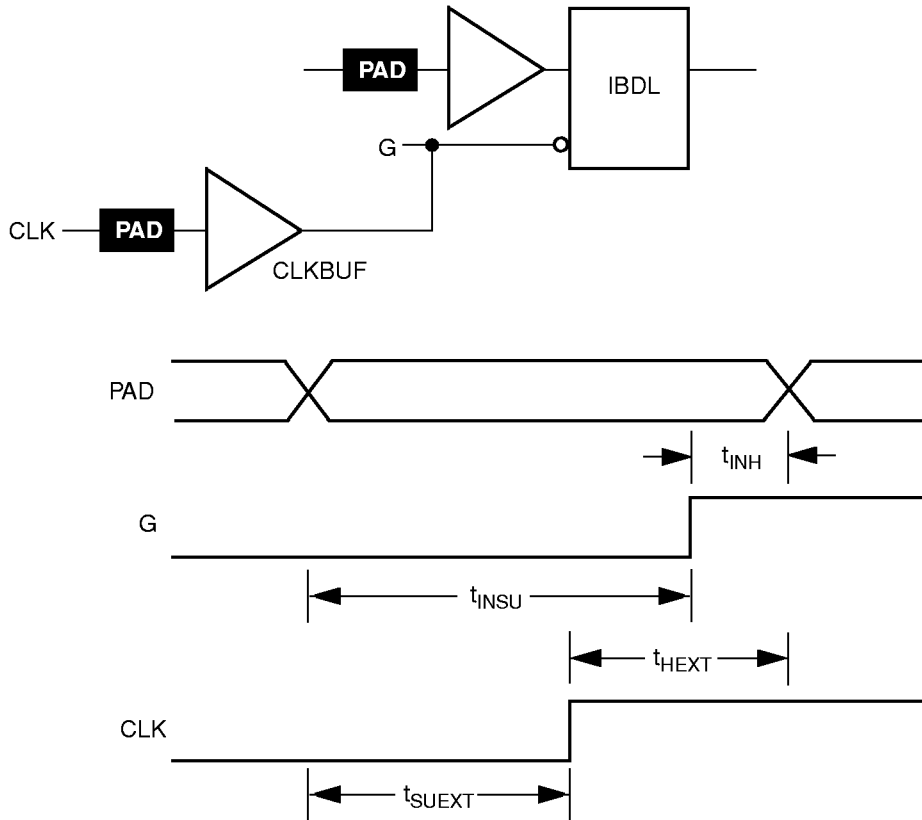 PAD
IBDL
G
CLK PAD
CLKBUF
PAD
tINH
G
tINSU
tHEXT
CLK
tSUEXT